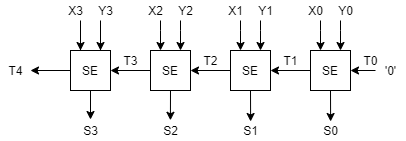 X3 Y3 X2 Y2 X1 Y1 X0 Y0
T4 SE T3 SE T2 SE T1 SE T0 '0'
S3 S2 S1 S0